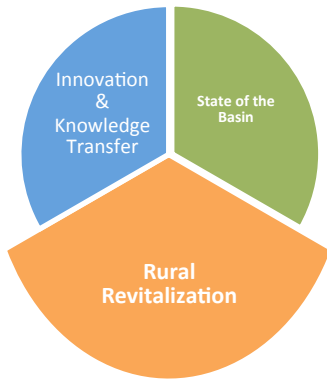 Innovation
&
Knowledge
Transfer
State of the
Basin
Rural
Revitalization